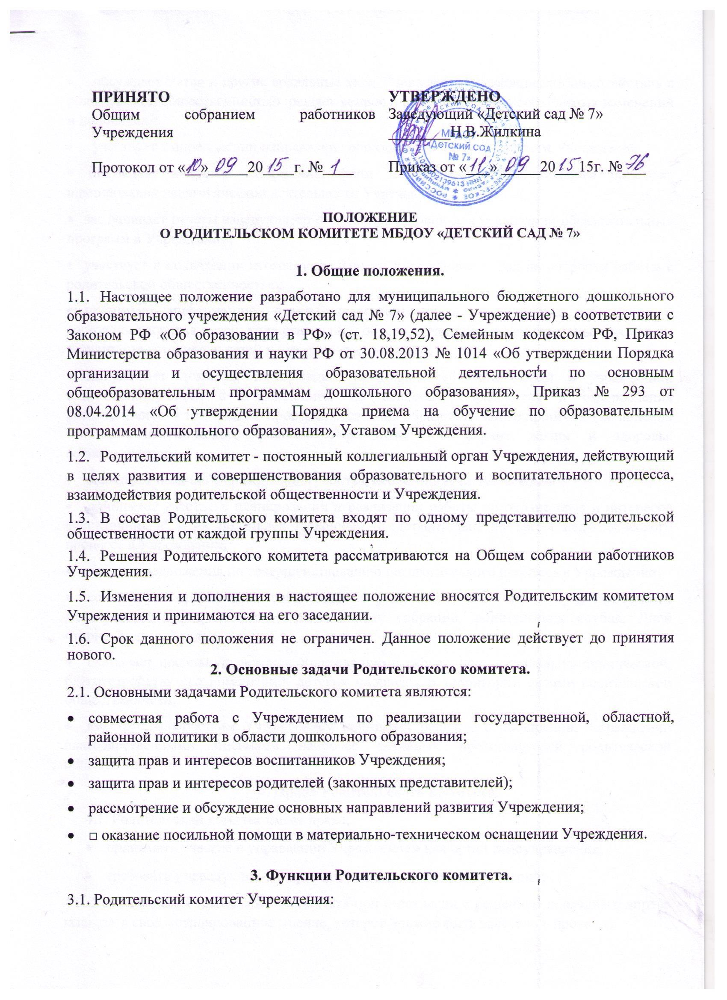 ПРИНЯТО
Общим собранием работников
Учреждения
Протокол от «10» 09 2015 г. № 1
УТВЕРЖДЕНО
Заведующий «Детский сад № 7»
Н.В.Жилкина
Приказ от «11» 09 2015 15г. № 76
МБДОУ
«Детский сад
№ 7»
ПОЛОЖЕНИЕ
О РОДИТЕЛЬСКОМ КОМИТЕТЕ МБДОУ «ДЕТСКИЙ САД № 7»
1. Общие положения.
1.1. Настоящее положение разработано для муниципального бюджетного дошкольного
образовательного учреждения «Детский сад № 7» (далее - Учреждение) в соответствии с
Законом РФ «Об образовании в РФ» (ст. 18,19,52), Семейным кодексом РФ, Приказ
Министерства образования и науки РФ от 30.08.2013 № 1014 «Об утверждении Порядка
организации и осуществления образовательной деятельности по основным
общеобразовательным программам дошкольного образования», Приказ № 293 от
08.04.2014 «Об утверждении Порядка приема на обучение по образовательным
программам дошкольного образования», Уставом Учреждения.
1.2. Родительский комитет - постоянный коллегиальный орган Учреждения, действующий
в целях развития и совершенствования образовательного и воспитательного процесса,
взаимодействия родительской общественности и Учреждения.
1.3. В состав Родительского комитета входят по одному представителю родительской
общественности от каждой группы Учреждения.
1.4. Решения Родительского комитета рассматриваются на Общем собрании работников
Учреждения.
1.5. Изменения и дополнения в настоящее положение вносятся Родительским комитетом
Учреждения и принимаются на его заседании.
1.6. Срок данного положения не ограничен. Данное положение действует до принятия
нового.
2. Основные задачи Родительского комитета.
2.1. Основными задачами Родительского комитета являются:
• совместная работа с Учреждением по реализации государственной, областной,
районной политики в области дошкольного образования;
• защита прав и интересов воспитанников Учреждения;
• защита прав и интересов родителей (законных представителей);
• рассмотрение и обсуждение основных направлений развития Учреждения;
• □ оказание посильной помощи в материально-техническом оснащении Учреждения.
3. Функции Родительского комитета.
3.1. Родительский комитет Учреждения: